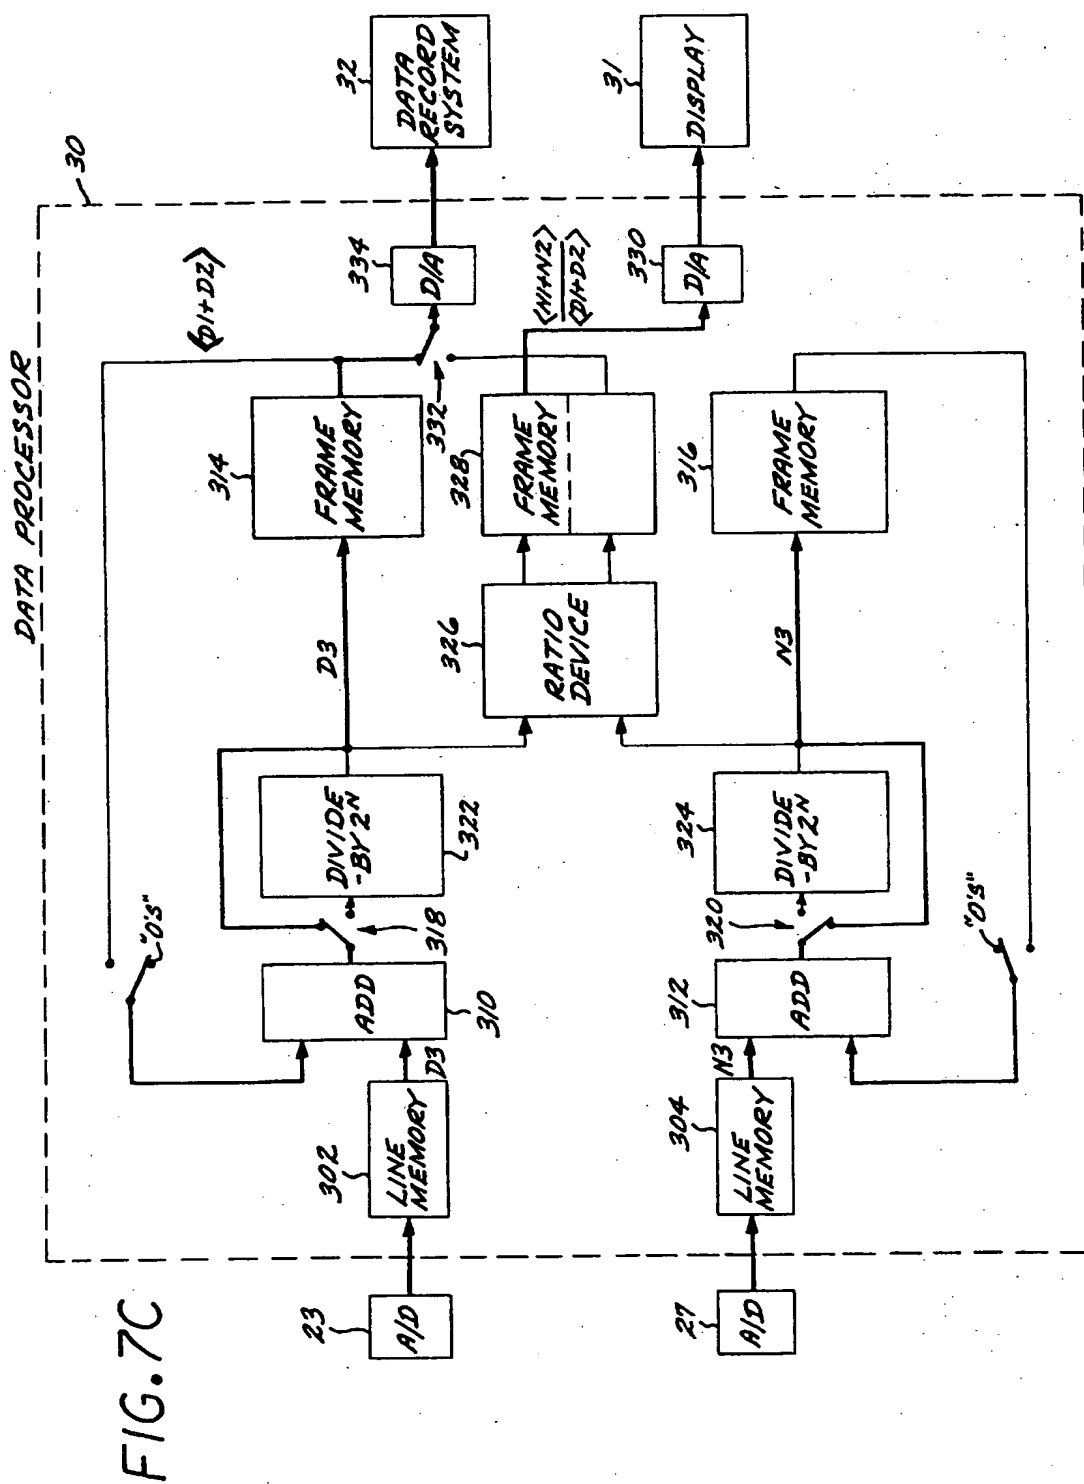 FIG. 7C
DATA PROCESSOR
30
23
A/D
302
LINE
MEMORY
D3
ADD
310
"0's"
318
DIVIDE
-BY 2N
322
D3
314
FRAME
MEMORY
<D1+D2>
332
334
D/A
32
DATA
RECORD
SYSTEM
326
RATIO
DEVICE
328
FRAME
MEMORY
<N1+N2>
<D1+D2>
330
D/A
31
DISPLAY
27
A/D
304
LINE
MEMORY
N3
312
ADD
320
"0's"
324
DIVIDE
-BY 2N
N3
316
FRAME
MEMORY